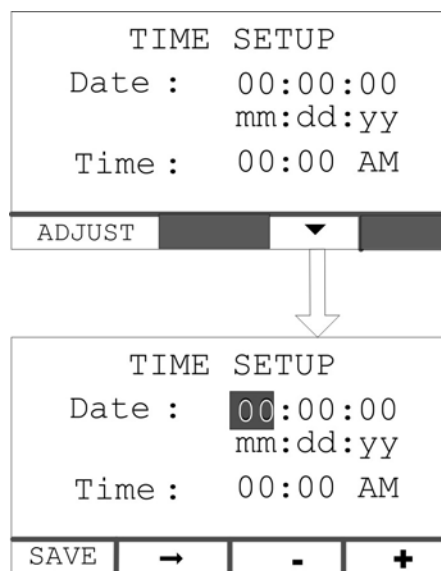 TIME SETUP
Date : 00:00:00
mm:dd:yy
Time : 00:00 AM
ADJUST ▼
TIME SETUP
Date : 00:00:00
mm:dd:yy
Time : 00:00 AM
SAVE → - +